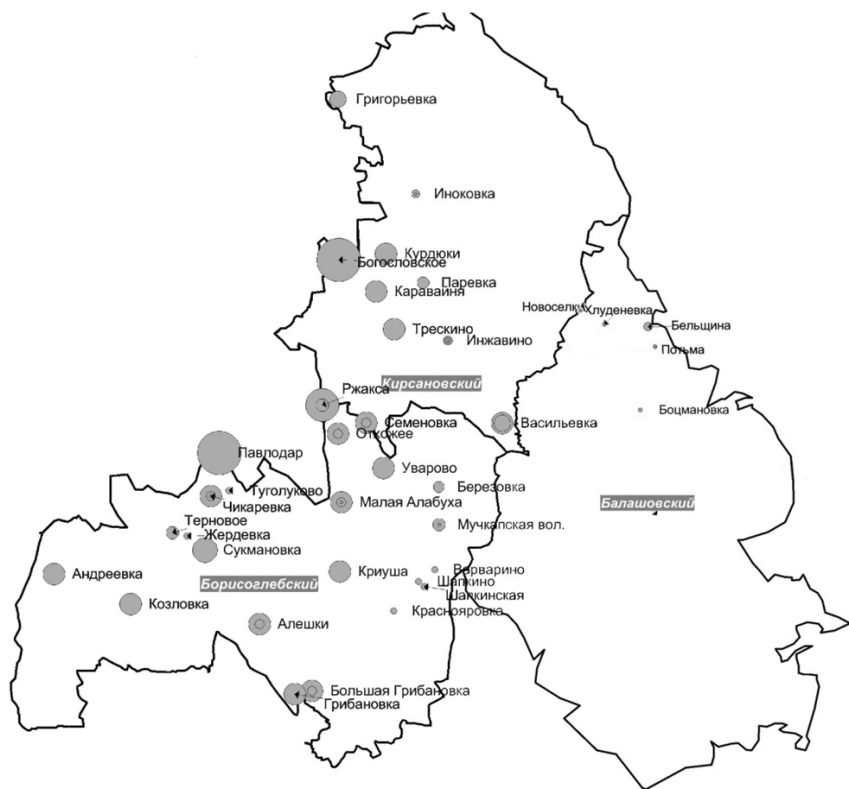 Григорьевка
Иноковка
Курдюки
Богословское
Паревка
Каравайня
Новоселки
Хлуденевка
Трескино
Бельщина
Инжавино
Потьма
Кирсановский
Ржакса
Боцмановка
Семеновка
Васильевка
Отхожее
Павлодар
Уварово
Туголуково
Березовка
Чикаревка
Малая Алабуха
Балашовский
Терновое
Мучкапская вол.
Жердевка
Сукмановка
Андреевка
Криуша
Варварино
Борисоглебский
Шапкино
Шапкинская
Козловка
Краснояровка
Алешки
Большая Грибановка
Грибановка